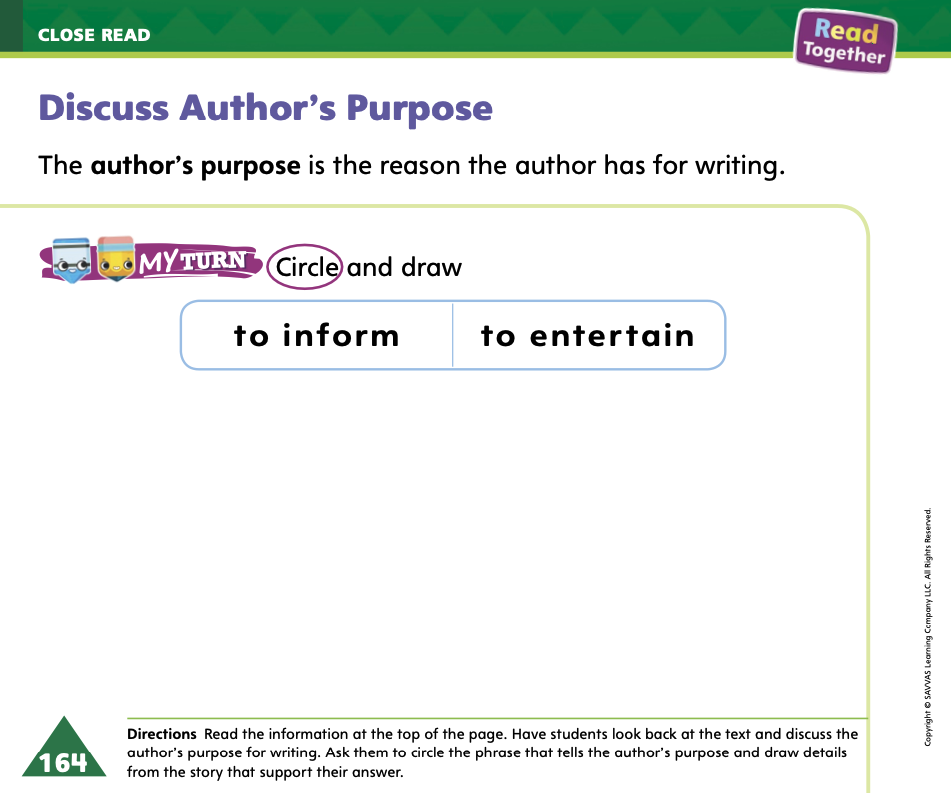 CLOSE READ
Read
Together
Discuss Author’s Purpose
The author’s purpose is the reason the author has for writing.
MY TURN Circle and draw
to inform to entertain
Directions Read the information at the top of the page. Have students look back at the text and discuss the
author’s purpose for writing. Ask them to circle the phrase that tells the author’s purpose and draw details
from the story that support their answer.
164
Copyright © SAVVAS Learning Company LLC. All Rights Reserved.